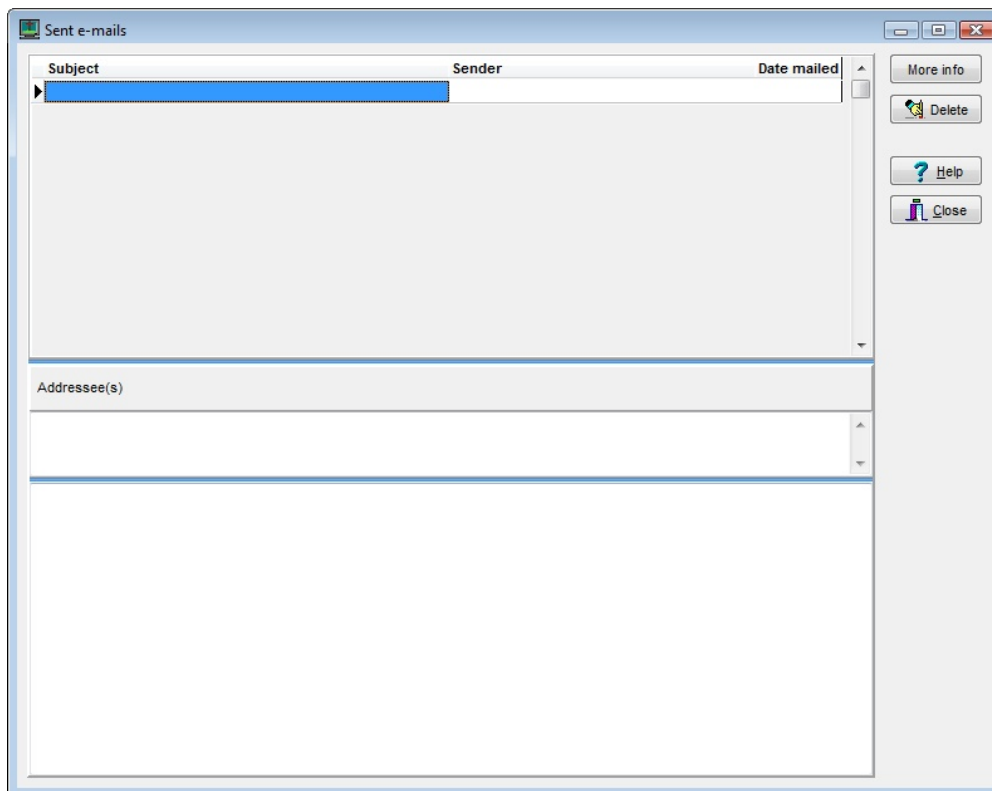 Sent e-mails
Subject Sender Date mailed
More info
Delete
Help
Close
Addressee(s)